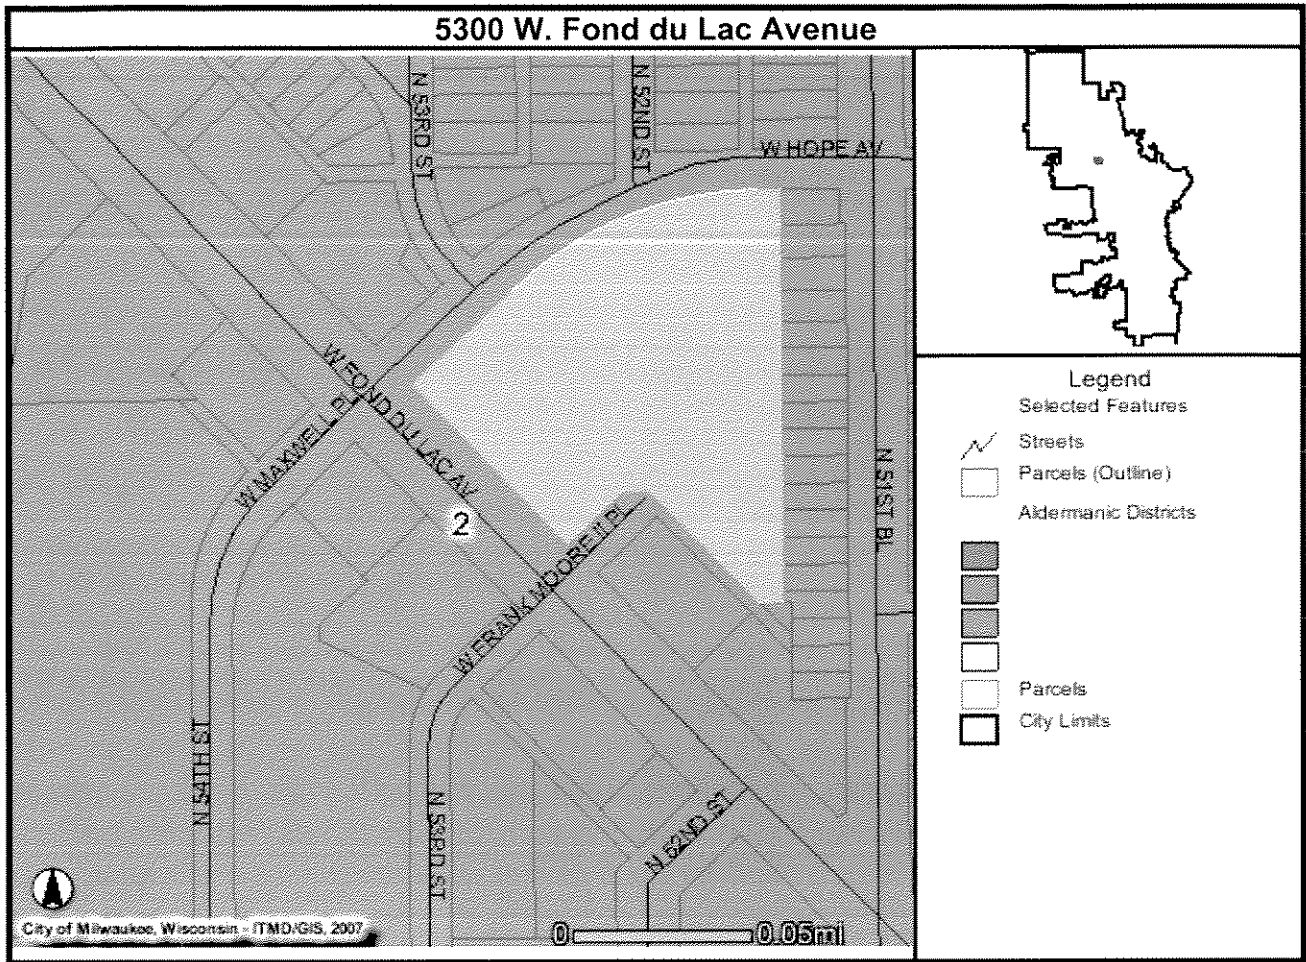 5300 W. Fond du Lac Avenue
N 53RD ST
N 52ND ST
W HOPE AV
W FOND DU LAC AV
W MAXWELL PL
N 51ST BL
2
W FRANK MOORE II PL
N 54TH ST
N 53RD ST
N 52ND ST
City of Milwaukee, Wisconsin - ITMD/GIS, 2007
0 0.05mi
Legend
Selected Features
Streets
Parcels (Outline)
Aldermanic Districts
Parcels
City Limits